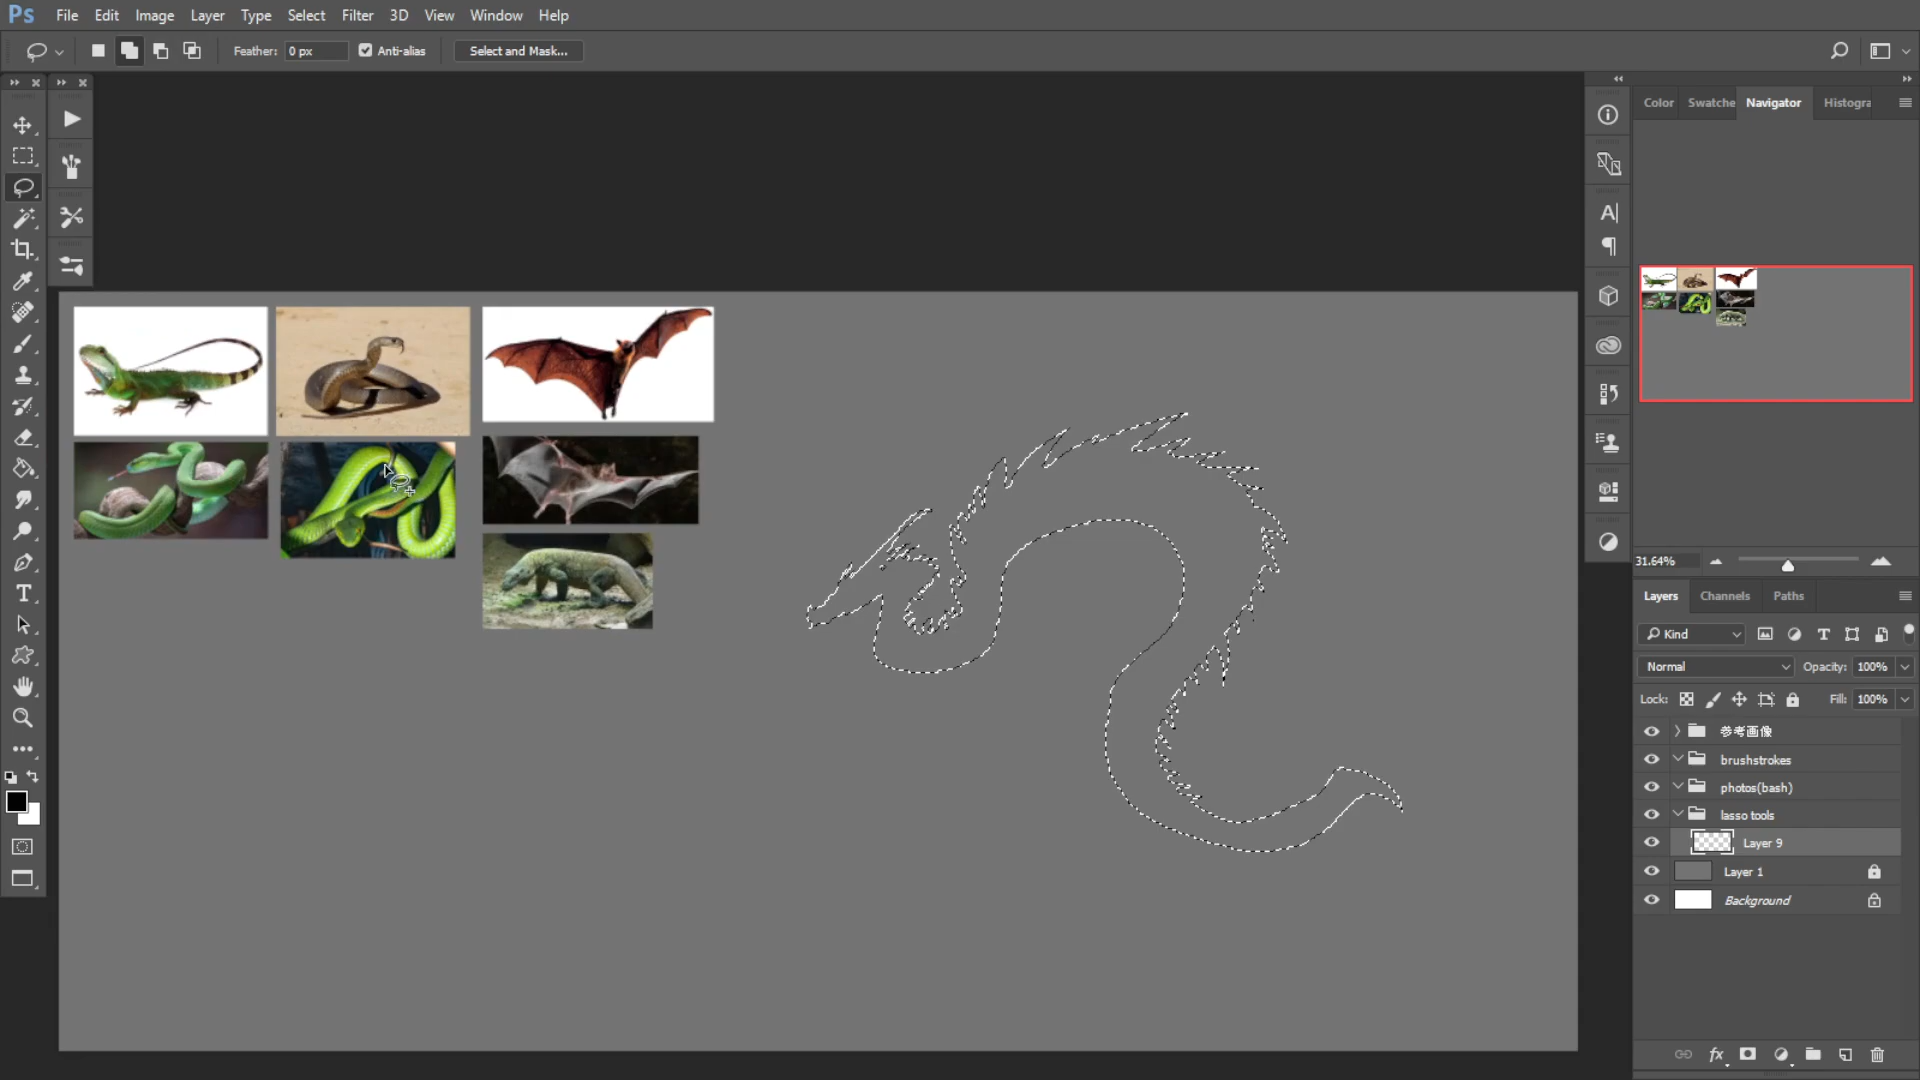 Ps File Edit Image Layer Type Select Filter 3D View Window Help
Feather: 0 px Anti-alias Select and Mask...
Color Swatche Navigator Histogra
31.64%
Layers Channels Paths
Kind
Normal Opacity: 100%
Lock: Fill: 100%
参考画像
brushstrokes
photos(bash)
lasso tools
Layer 9
Layer 1
Background